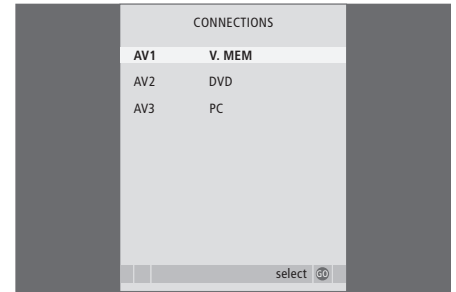 CONNECTIONS
AV1 V. MEM
AV2 DVD
AV3 PC
select GO